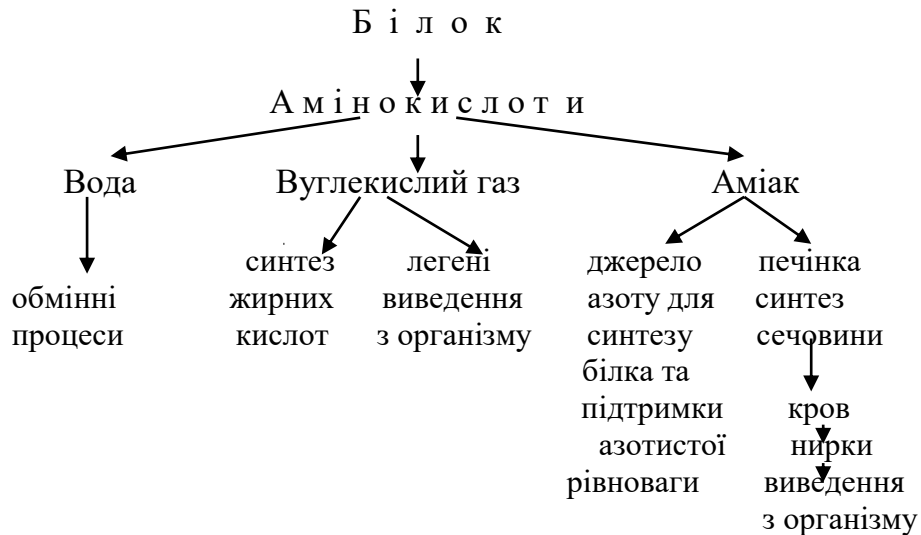 Б і л о к
А м і н о к и с л о т и
Вода
Вуглекислий газ
Аміак
обмінні
процеси
синтез
жирних
кислот
легені
виведення
з організму
джерело
азоту для
синтезу
білка та
підтримки
азотистої
рівноваги
печінка
синтез
сечовини
кров
нирки
виведення
з організму